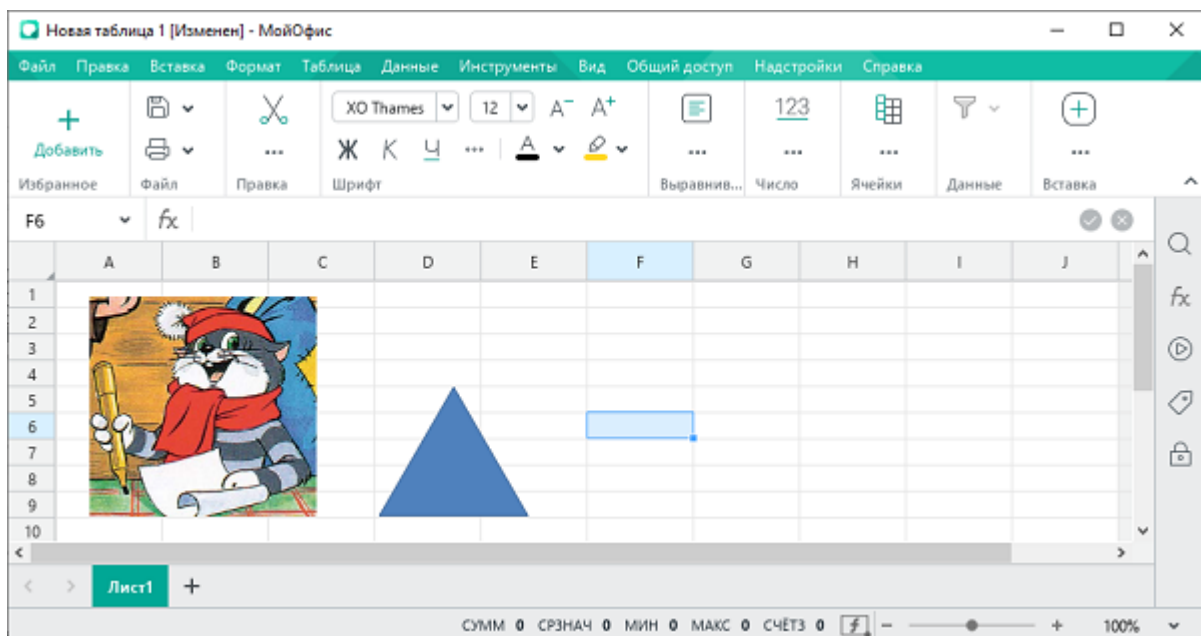 Новая таблица 1 [Изменен] - МойОфис
Файл Правка Вставка Формат Таблица Данные Инструменты Вид Общий доступ Надстройки Справка
XO Thames 12 A⁻ A⁺ 123
Добавить Ж К Ч A
Избранное Файл Правка Шрифт Выравнив... Число Ячейки Данные Вставка
F6 fx
A B C D E F G H I J
1
2
3
4
5
6
7
8
9
10
fx
Лист1 +
СУММ 0 СРЗНАЧ 0 МИН 0 МАКС 0 СЧЁТЗ 0 100%